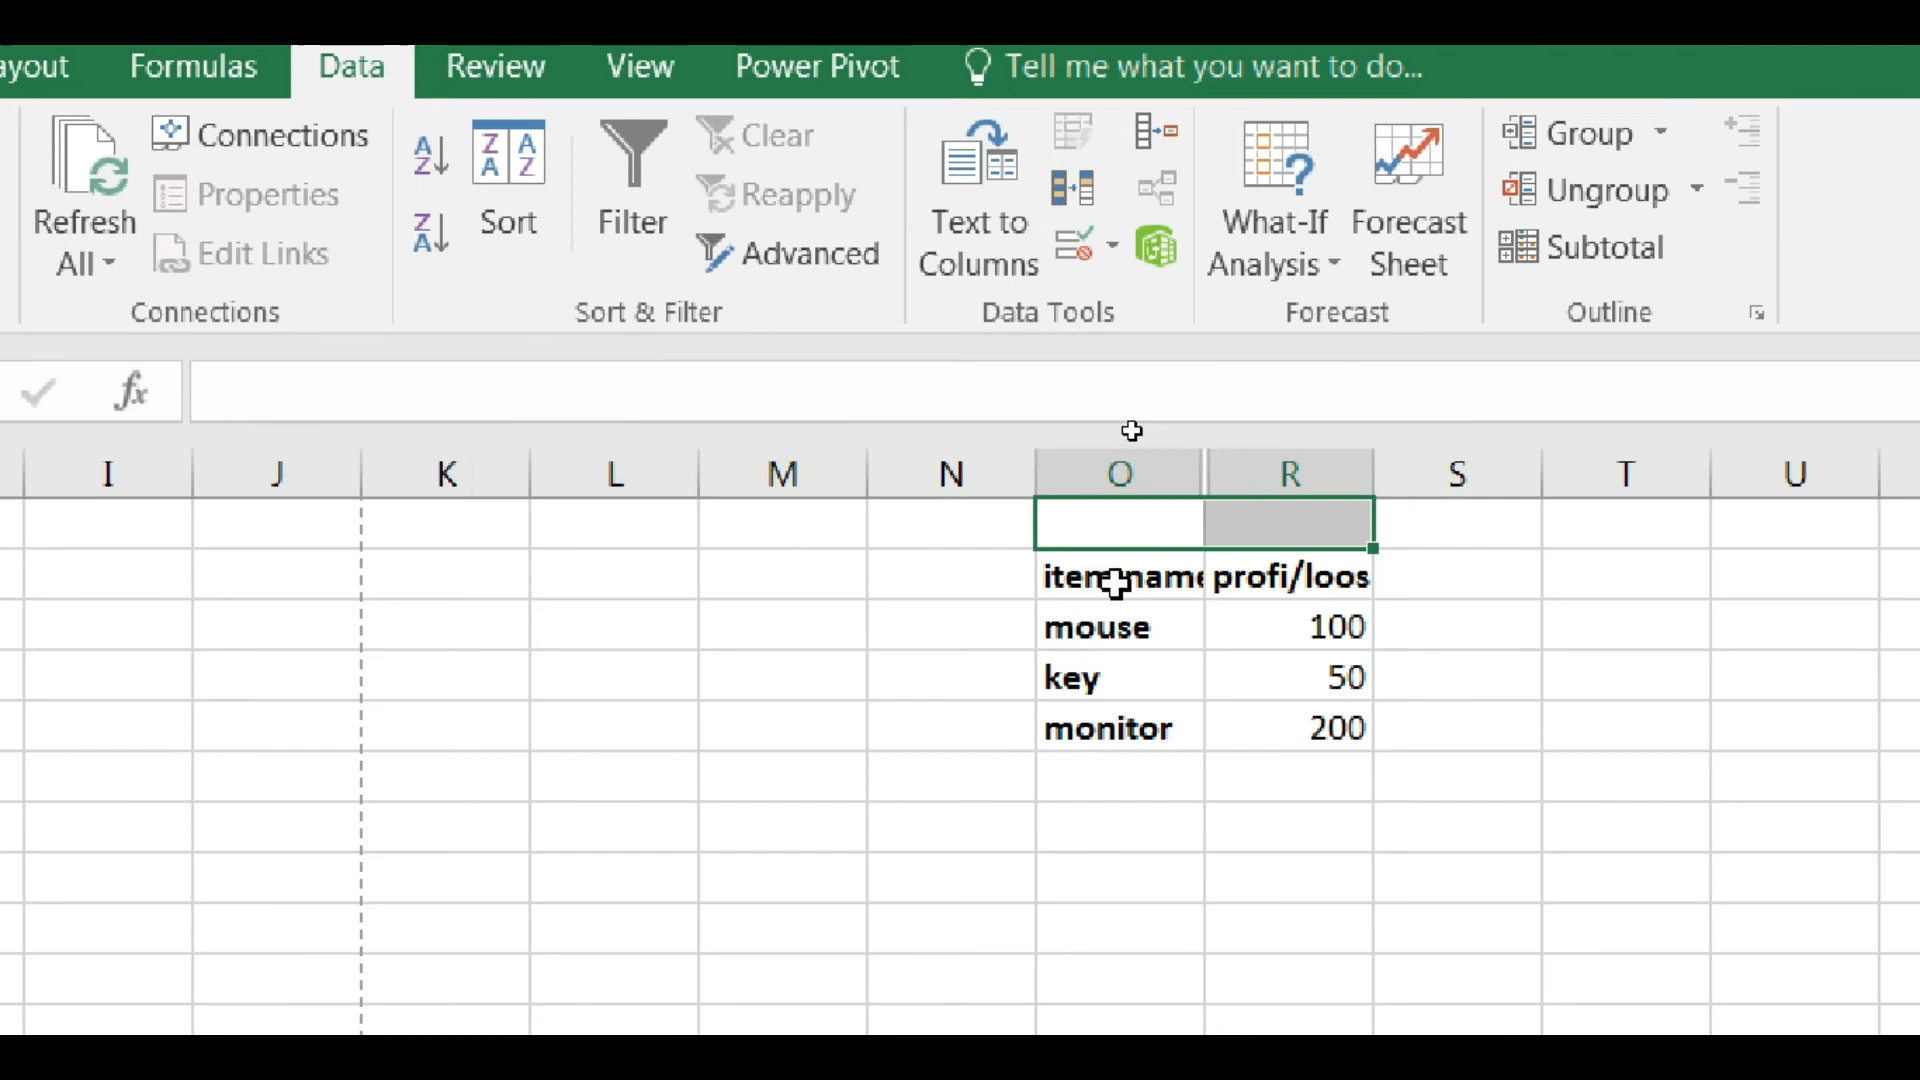 ayout Formulas Data Review View Power Pivot Tell me what you want to do...
Refresh All
Connections
Properties
Edit Links
Connections
Sort
Filter
Clear
Reapply
Advanced
Sort & Filter
Text to Columns
Data Tools
What-If Analysis
Forecast Sheet
Forecast
Group
Ungroup
Subtotal
Outline
fx
I J K L M N O R S T U
item name profi/loos
mouse 100
key 50
monitor 200